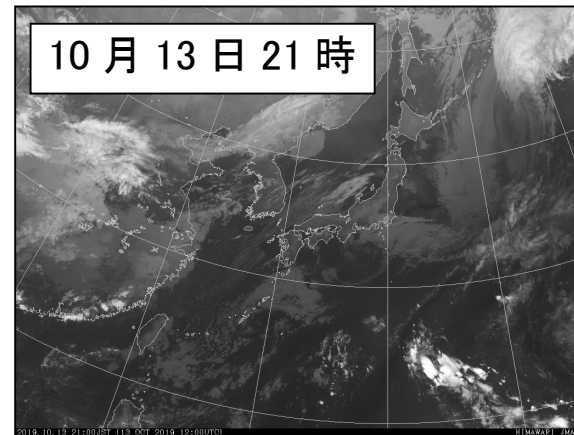 10 月 13 日 21 時
2019.10.13 21:00JST (13 OCT 2019 12:00UTC)
HIMAWARI JMA